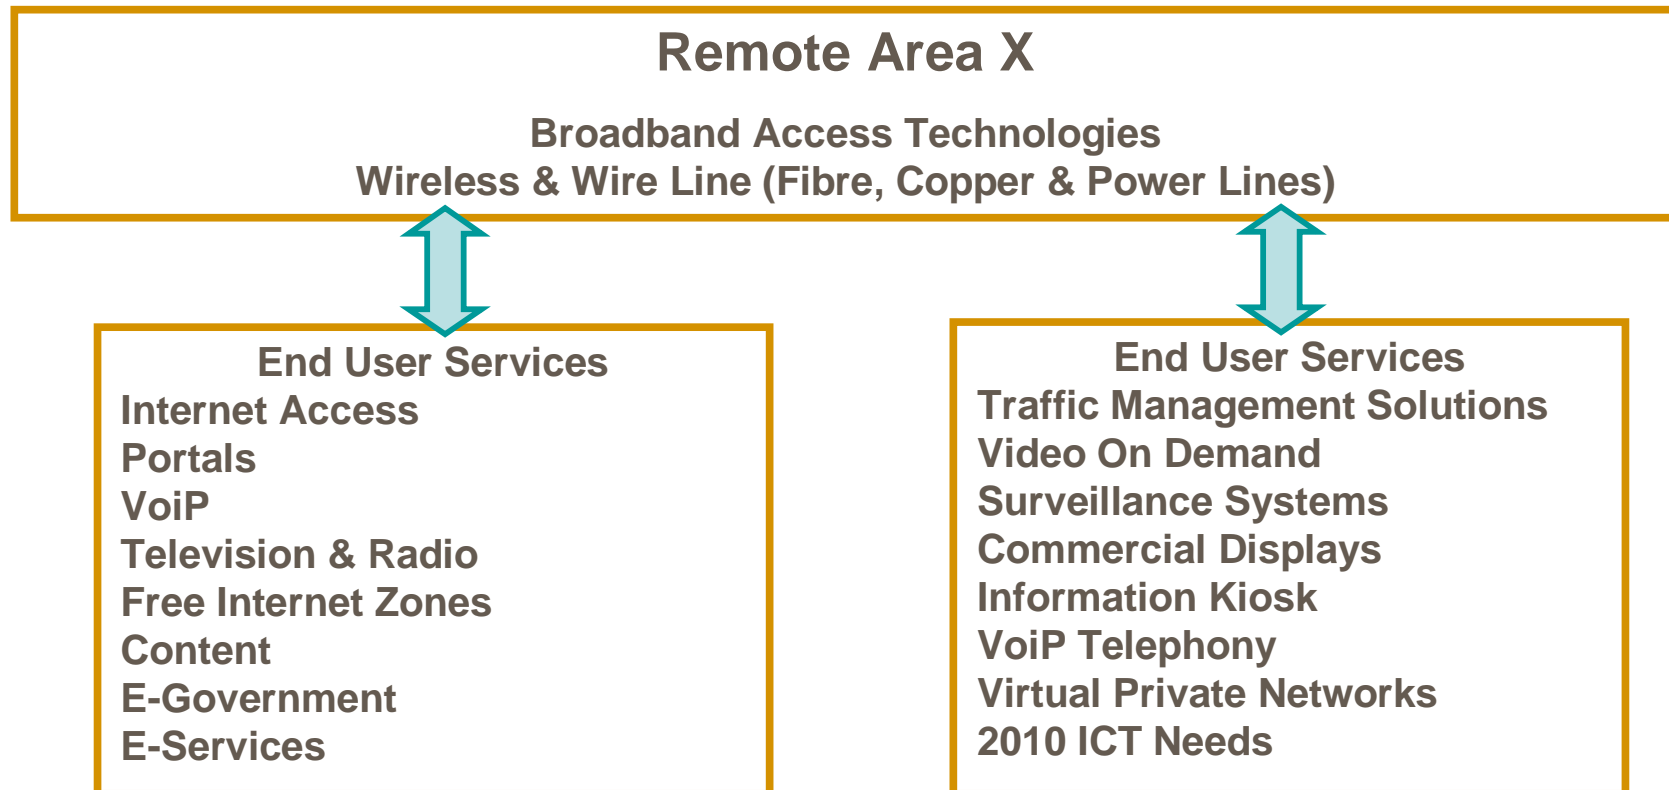 Remote Area X
Broadband Access Technologies
Wireless & Wire Line (Fibre, Copper & Power Lines)
End User Services
Internet Access
Portals
VoiP
Television & Radio
Free Internet Zones
Content
E-Government
E-Services
End User Services
Traffic Management Solutions
Video On Demand
Surveillance Systems
Commercial Displays
Information Kiosk
VoiP Telephony
Virtual Private Networks
2010 ICT Needs